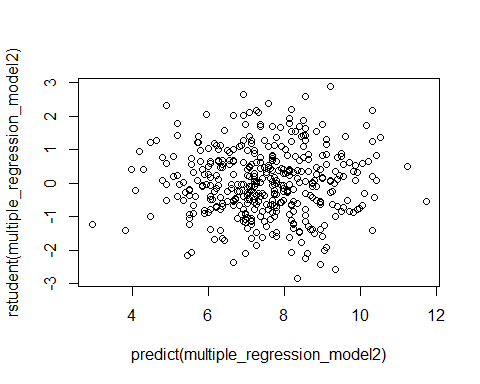 rstudent(multiple_regression_model2)
3
2
1
0
-1
-2
-3
4 6 8 10 12
predict(multiple_regression_model2)